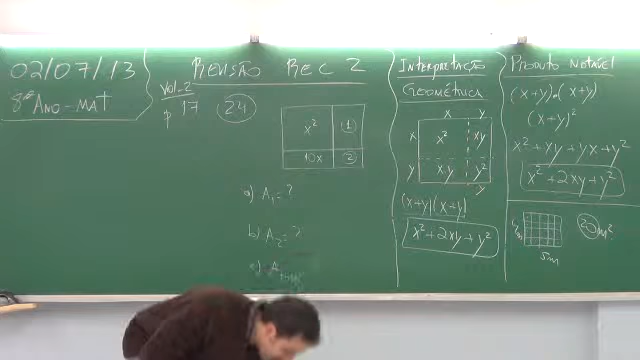 02/07/13
8º ANO - MAT
Vol-2
p 17 24
REVISÃO REC 2
x² 1
10x 2
a) A₁ = ?
b) A₂ = ?
c) A
INTERPRETAÇÃO
GEOMÉTRICA
x y
x x² xy
y xy y²
y
(x+y)(x+y)
x² + 2xy + y²
PRODUTO NOTÁVEL
(x+y)·(x+y)
(x+y)²
x² + xy + yx + y²
x² + 2xy + y²
20 m²
5m